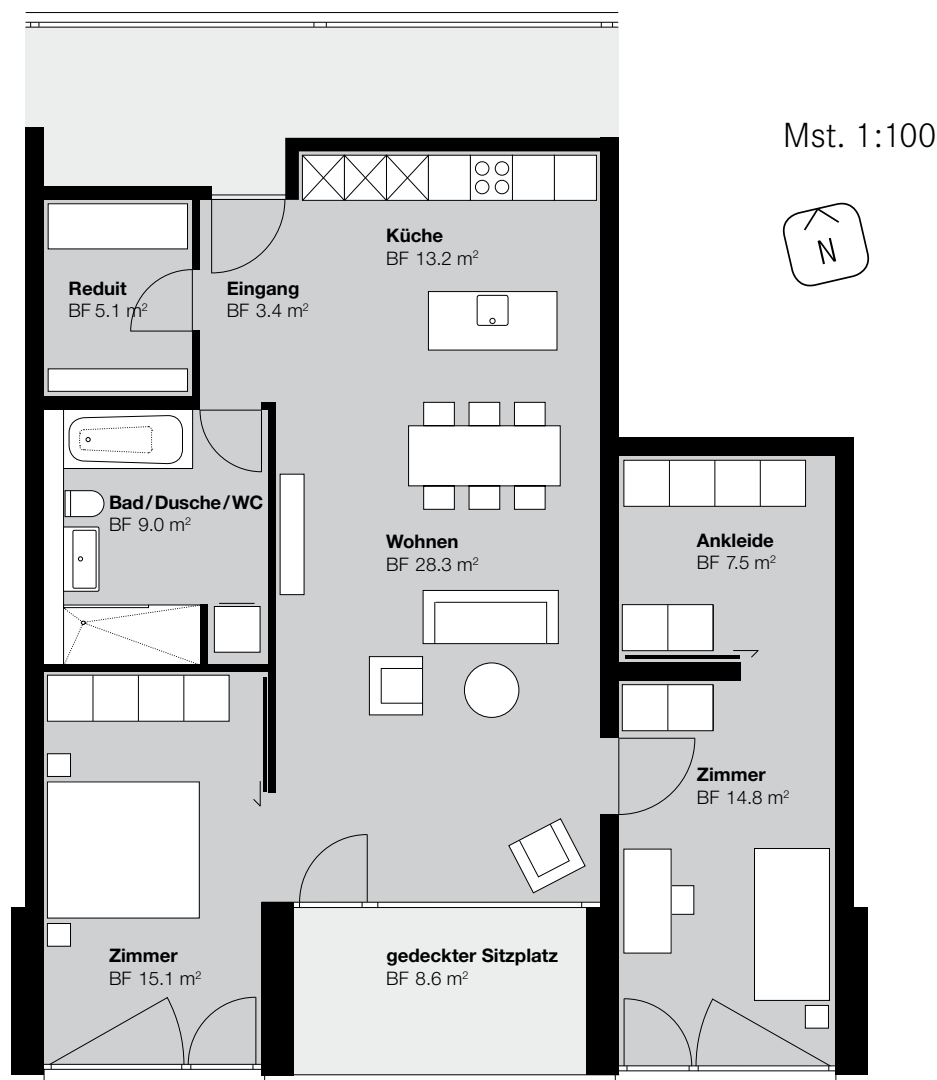 Mst. 1:100
N
Küche
BF 13.2 m²
Reduit
BF 5.1 m²
Eingang
BF 3.4 m²
Bad/Dusche/WC
BF 9.0 m²
Wohnen
BF 28.3 m²
Ankleide
BF 7.5 m²
Zimmer
BF 14.8 m²
Zimmer
BF 15.1 m²
gedeckter Sitzplatz
BF 8.6 m²